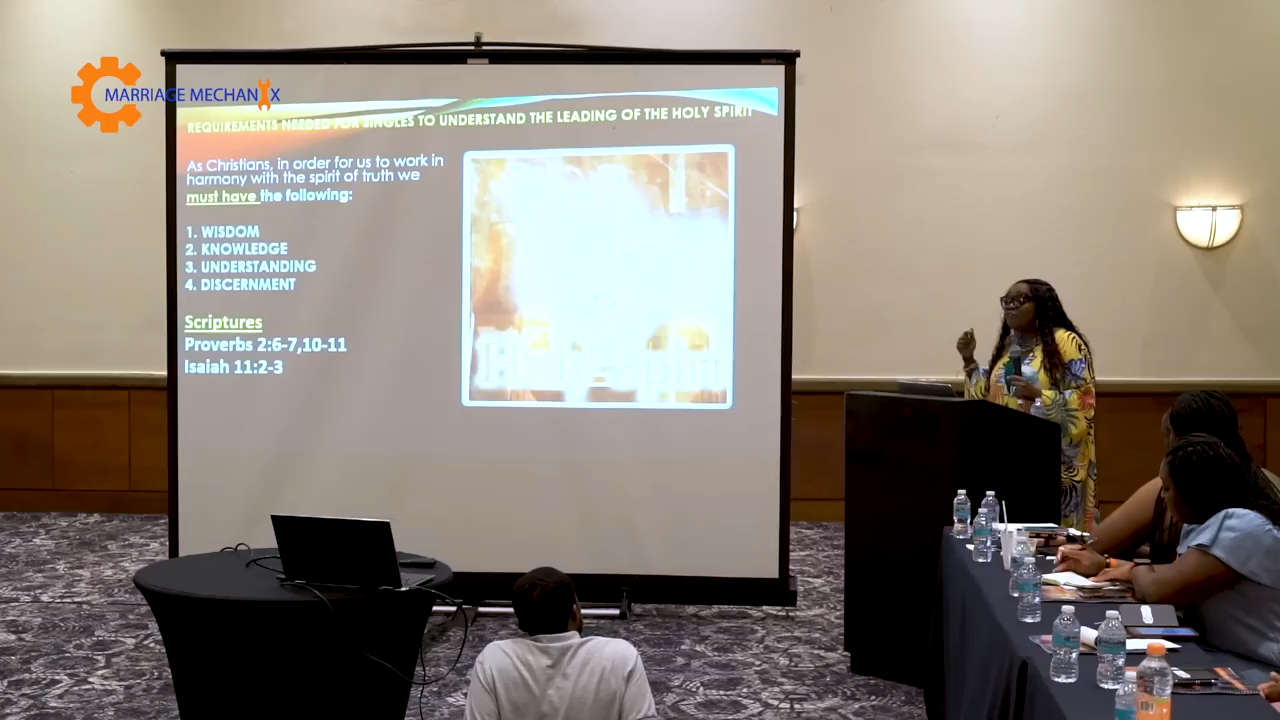 MARRIAGE MECHANIX
REQUIREMENTS NEEDED FOR SINGLES TO UNDERSTAND THE LEADING OF THE HOLY SPIRIT
As Christians, in order for us to work in
harmony with the spirit of truth we
must have the following:
1. WISDOM
2. KNOWLEDGE
3. UNDERSTANDING
4. DISCERNMENT
Scriptures
Proverbs 2:6-7,10-11
Isaiah 11:2-3